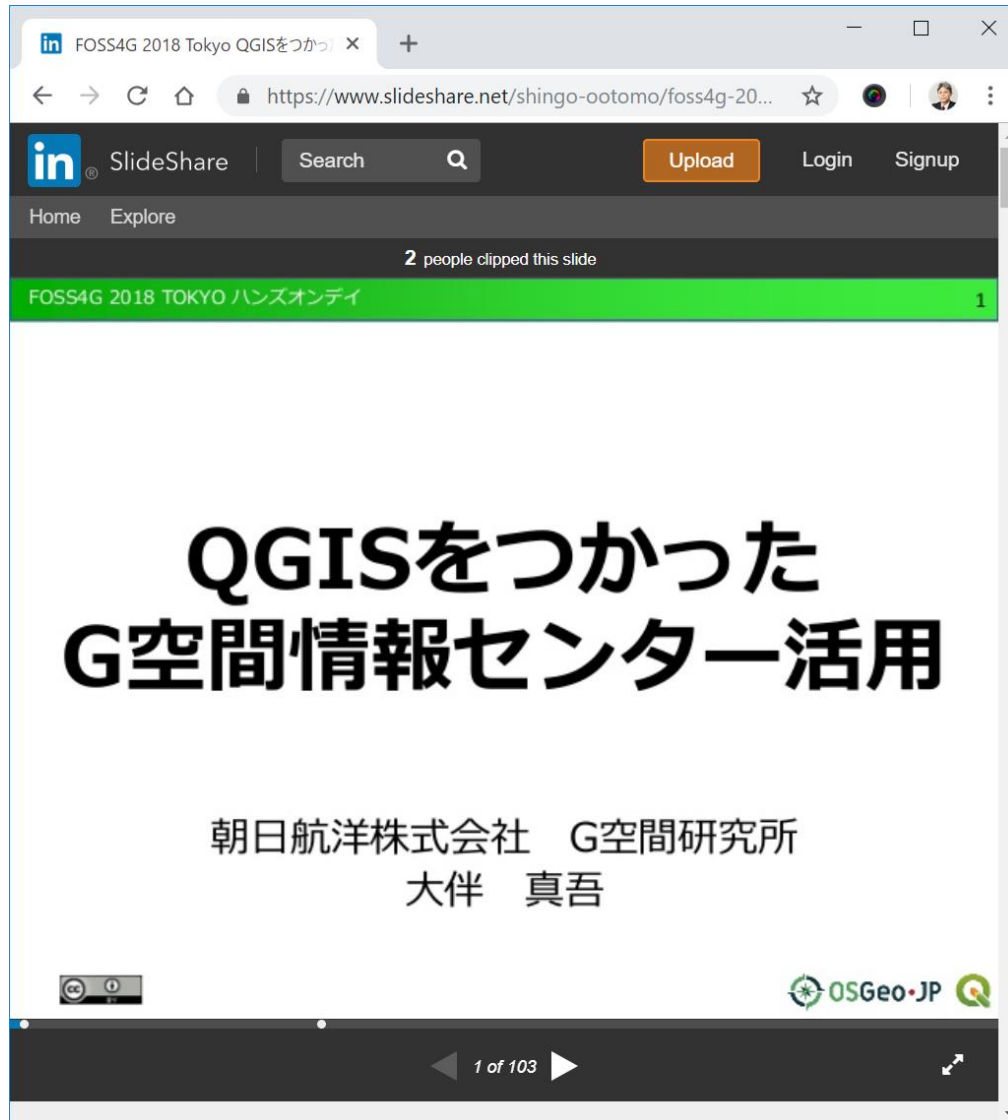 FOSS4G 2018 Tokyo QGISをつかっ
https://www.slideshare.net/shingo-ootomo/foss4g-20...
in ® SlideShare Search Upload Login Signup
Home Explore
2 people clipped this slide
FOSS4G 2018 TOKYO ハンズオンデイ 1
QGISをつかった
G空間情報センター活用
朝日航洋株式会社 G空間研究所
大伴 真吾
cc BY OSGeo・JP
1 of 103